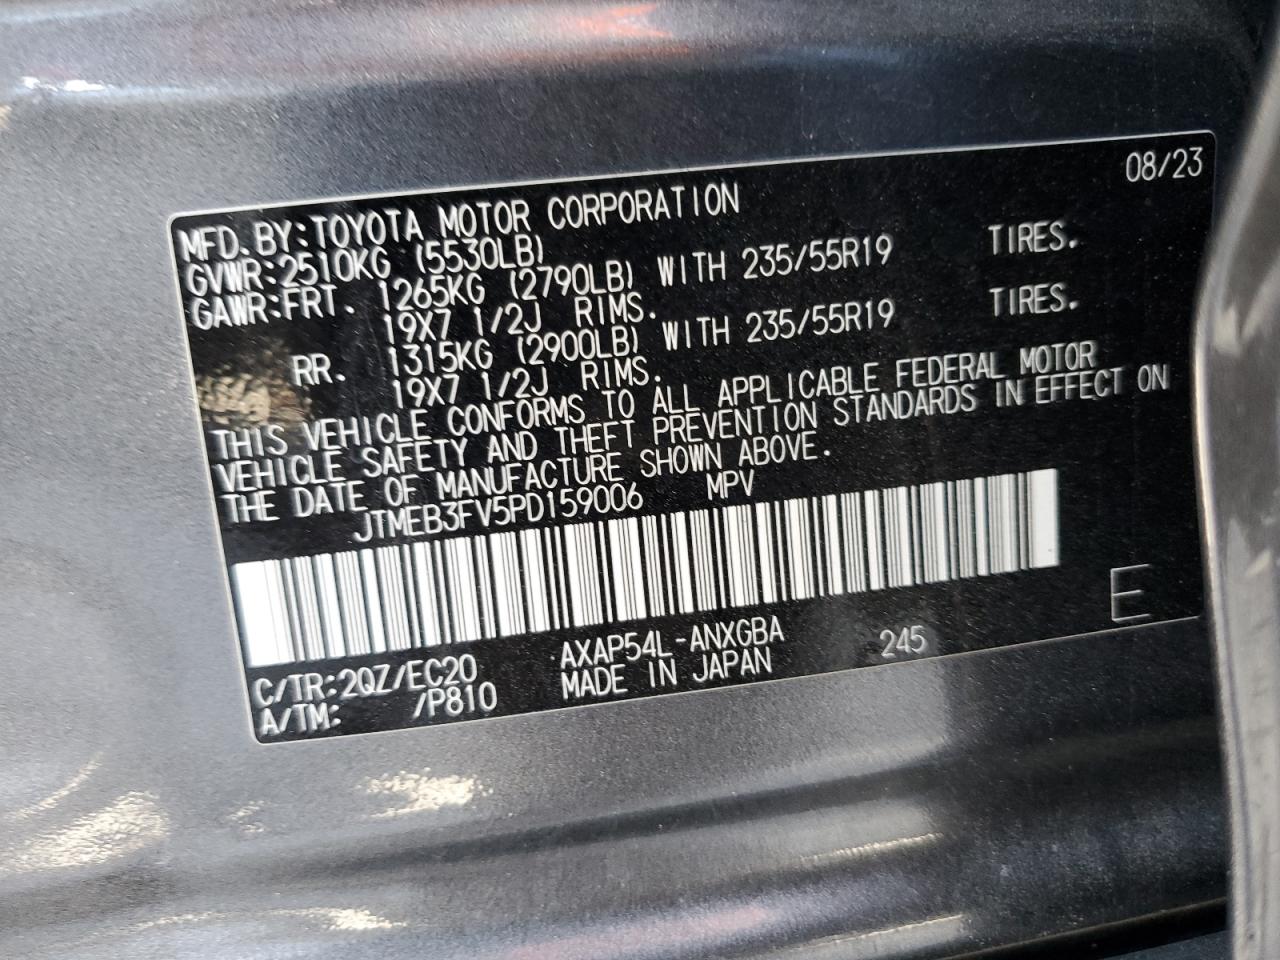 08/23
MFD. BY:TOYOTA MOTOR CORPORATION
GVWR:2510KG (5530LB)
GAWR:FRT. 1265KG (2790LB) WITH 235/55R19 TIRES.
19X7 1/2J RIMS.
RR. 1315KG (2900LB) WITH 235/55R19 TIRES.
19X7 1/2J RIMS.
THIS VEHICLE CONFORMS TO ALL APPLICABLE FEDERAL MOTOR
VEHICLE SAFETY AND THEFT PREVENTION STANDARDS IN EFFECT ON
THE DATE OF MANUFACTURE SHOWN ABOVE.
JTMEB3FV5PD159006 MPV
E
C/TR:2QZ/EC20 AXAP54L-ANXGBA 245
A/TM: /P810 MADE IN JAPAN